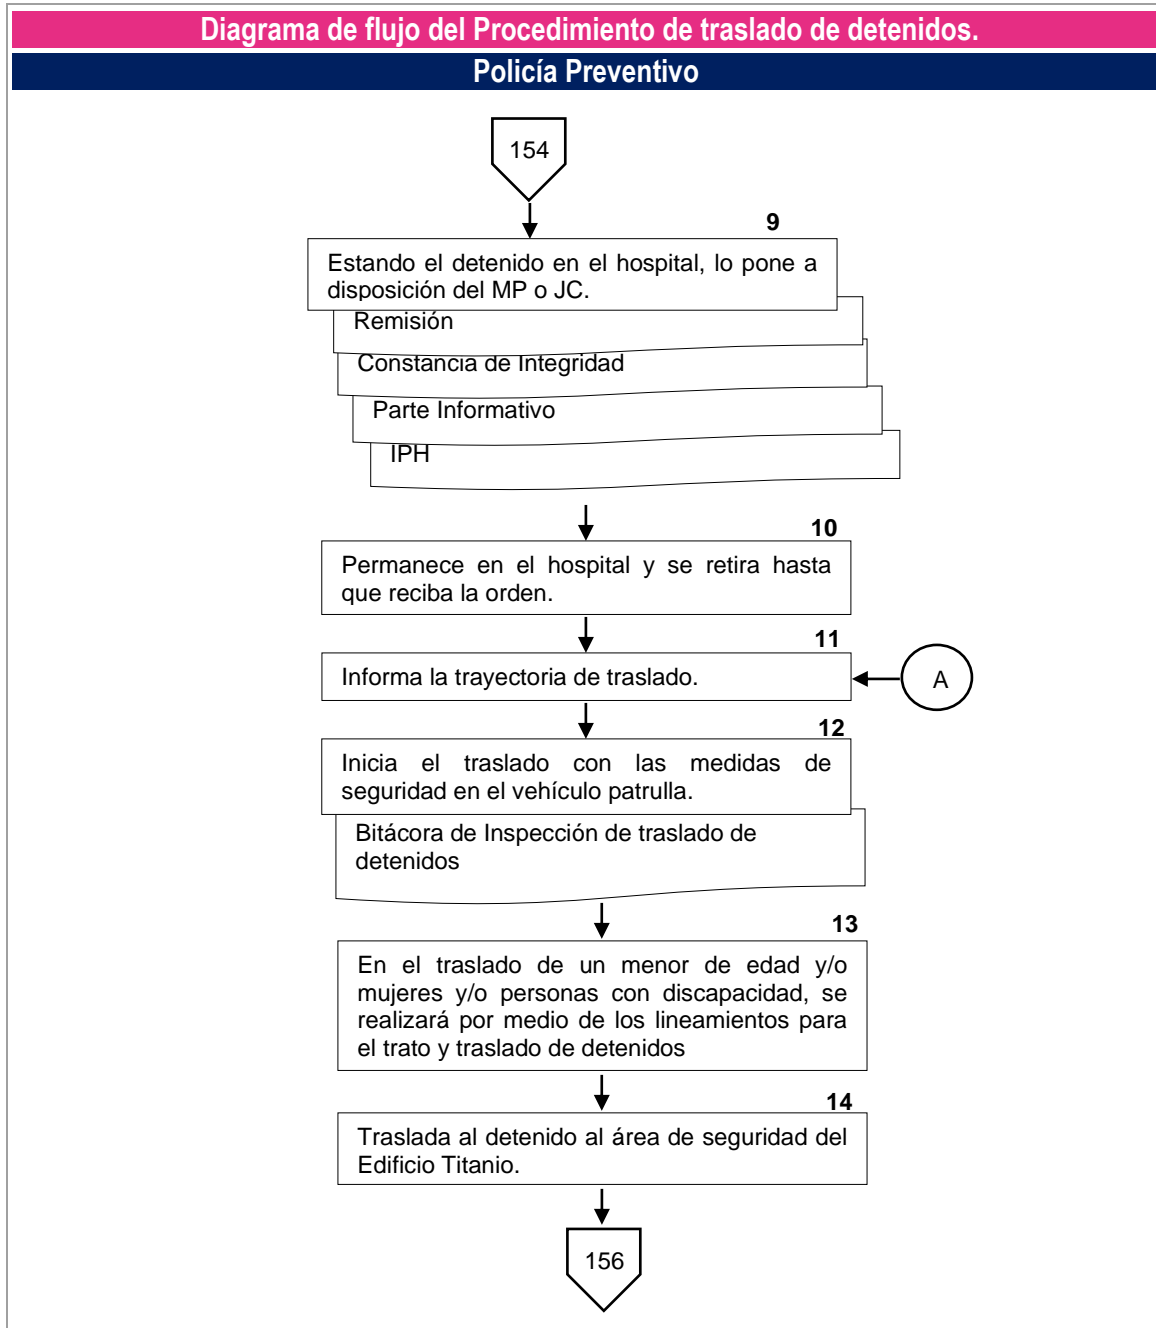 Diagrama de flujo del Procedimiento de traslado de detenidos.
Policía Preventivo
154
9
Estando el detenido en el hospital, lo pone a
disposición del MP o JC.
Remisión
Constancia de Integridad
Parte Informativo
IPH
10
Permanece en el hospital y se retira hasta
que reciba la orden.
11
Informa la trayectoria de traslado.
A
12
Inicia el traslado con las medidas de
seguridad en el vehículo patrulla.
Bitácora de Inspección de traslado de
detenidos
13
En el traslado de un menor de edad y/o
mujeres y/o personas con discapacidad, se
realizará por medio de los lineamientos para
el trato y traslado de detenidos
14
Traslada al detenido al área de seguridad del
Edificio Titanio.
156